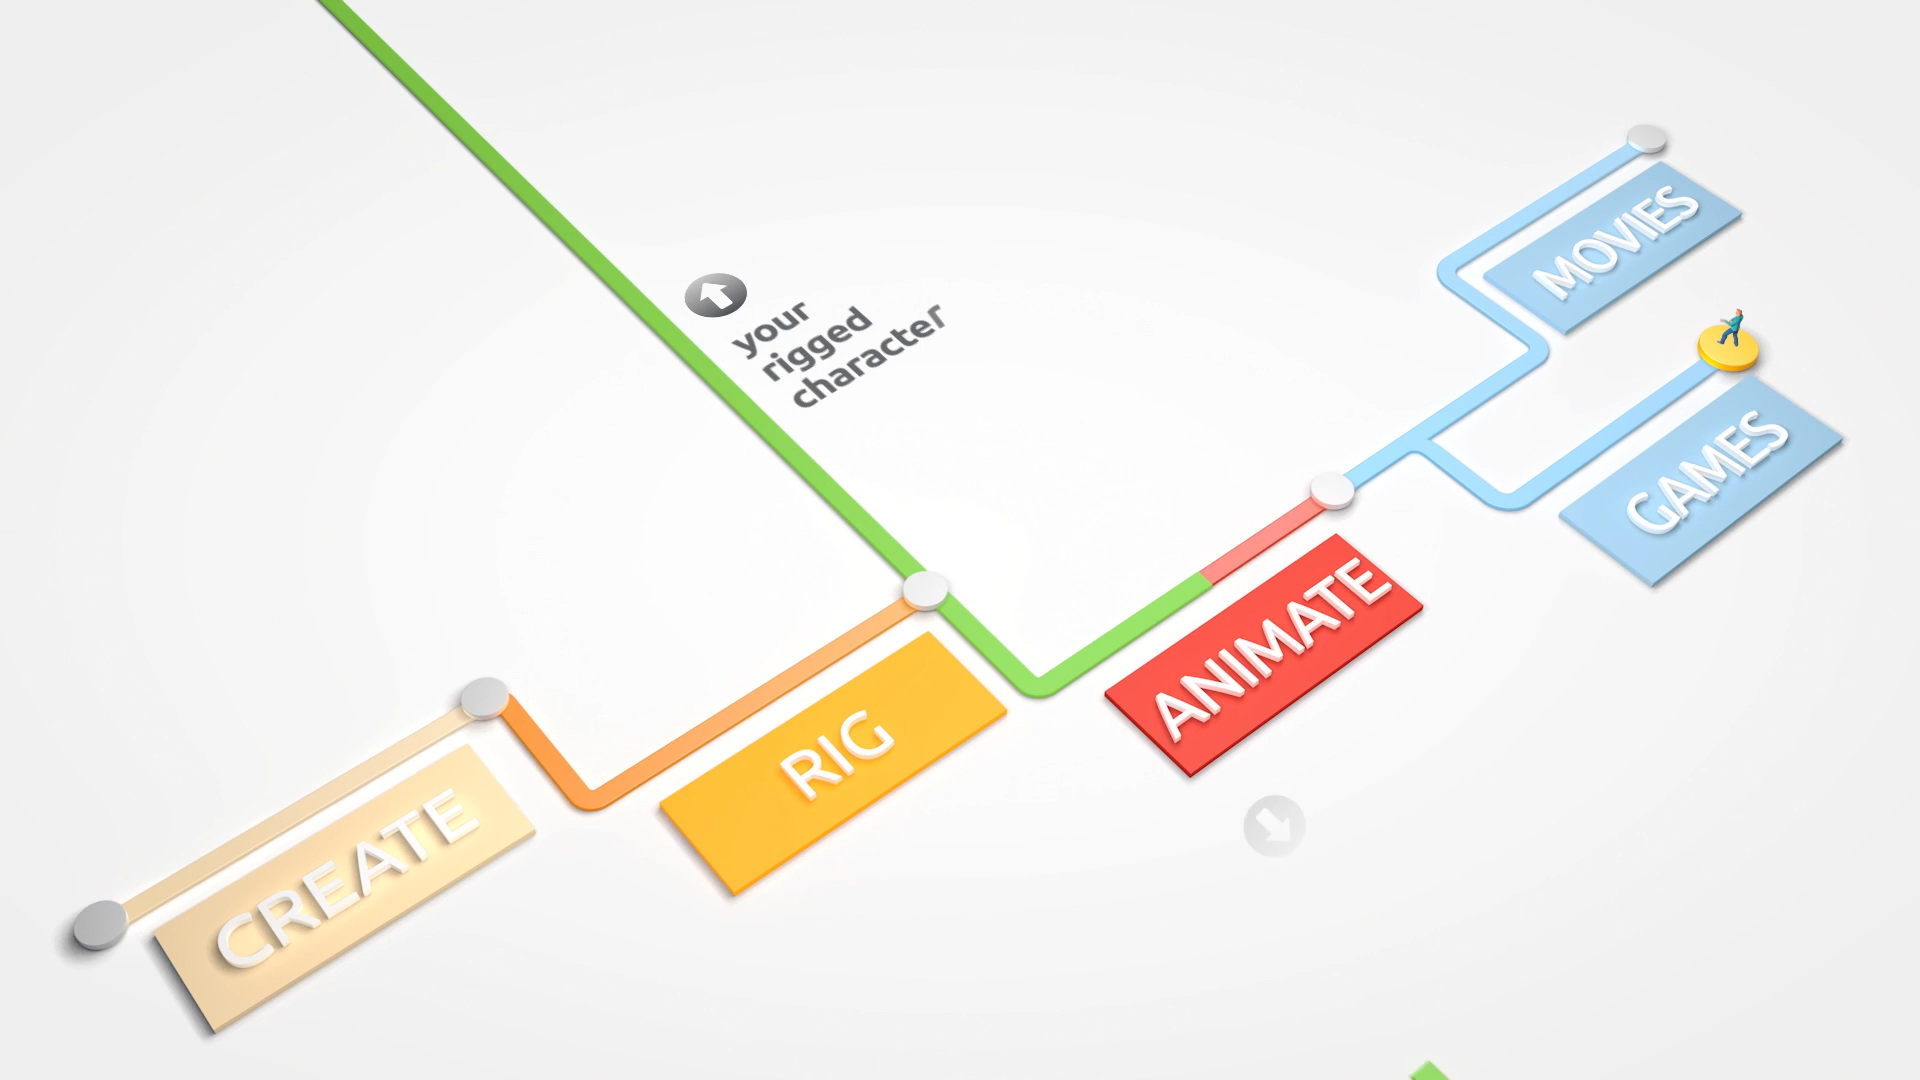 MOVIES
your
rigged
character
GAMES
ANIMATE
RIG
CREATE